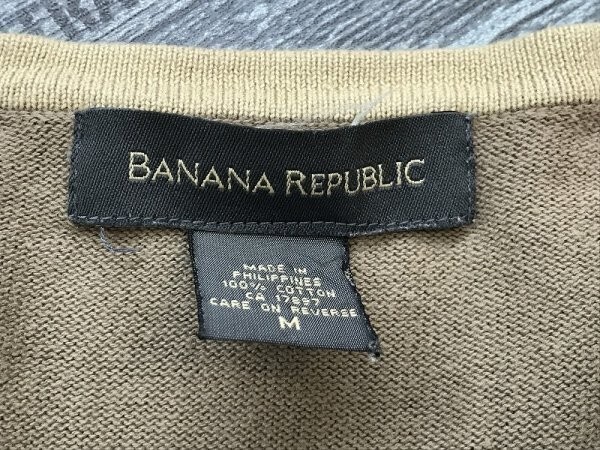 BANANA REPUBLIC
MADE IN
PHILIPPINES
100% COTTON
CA 17897
CARE ON REVERSE
M